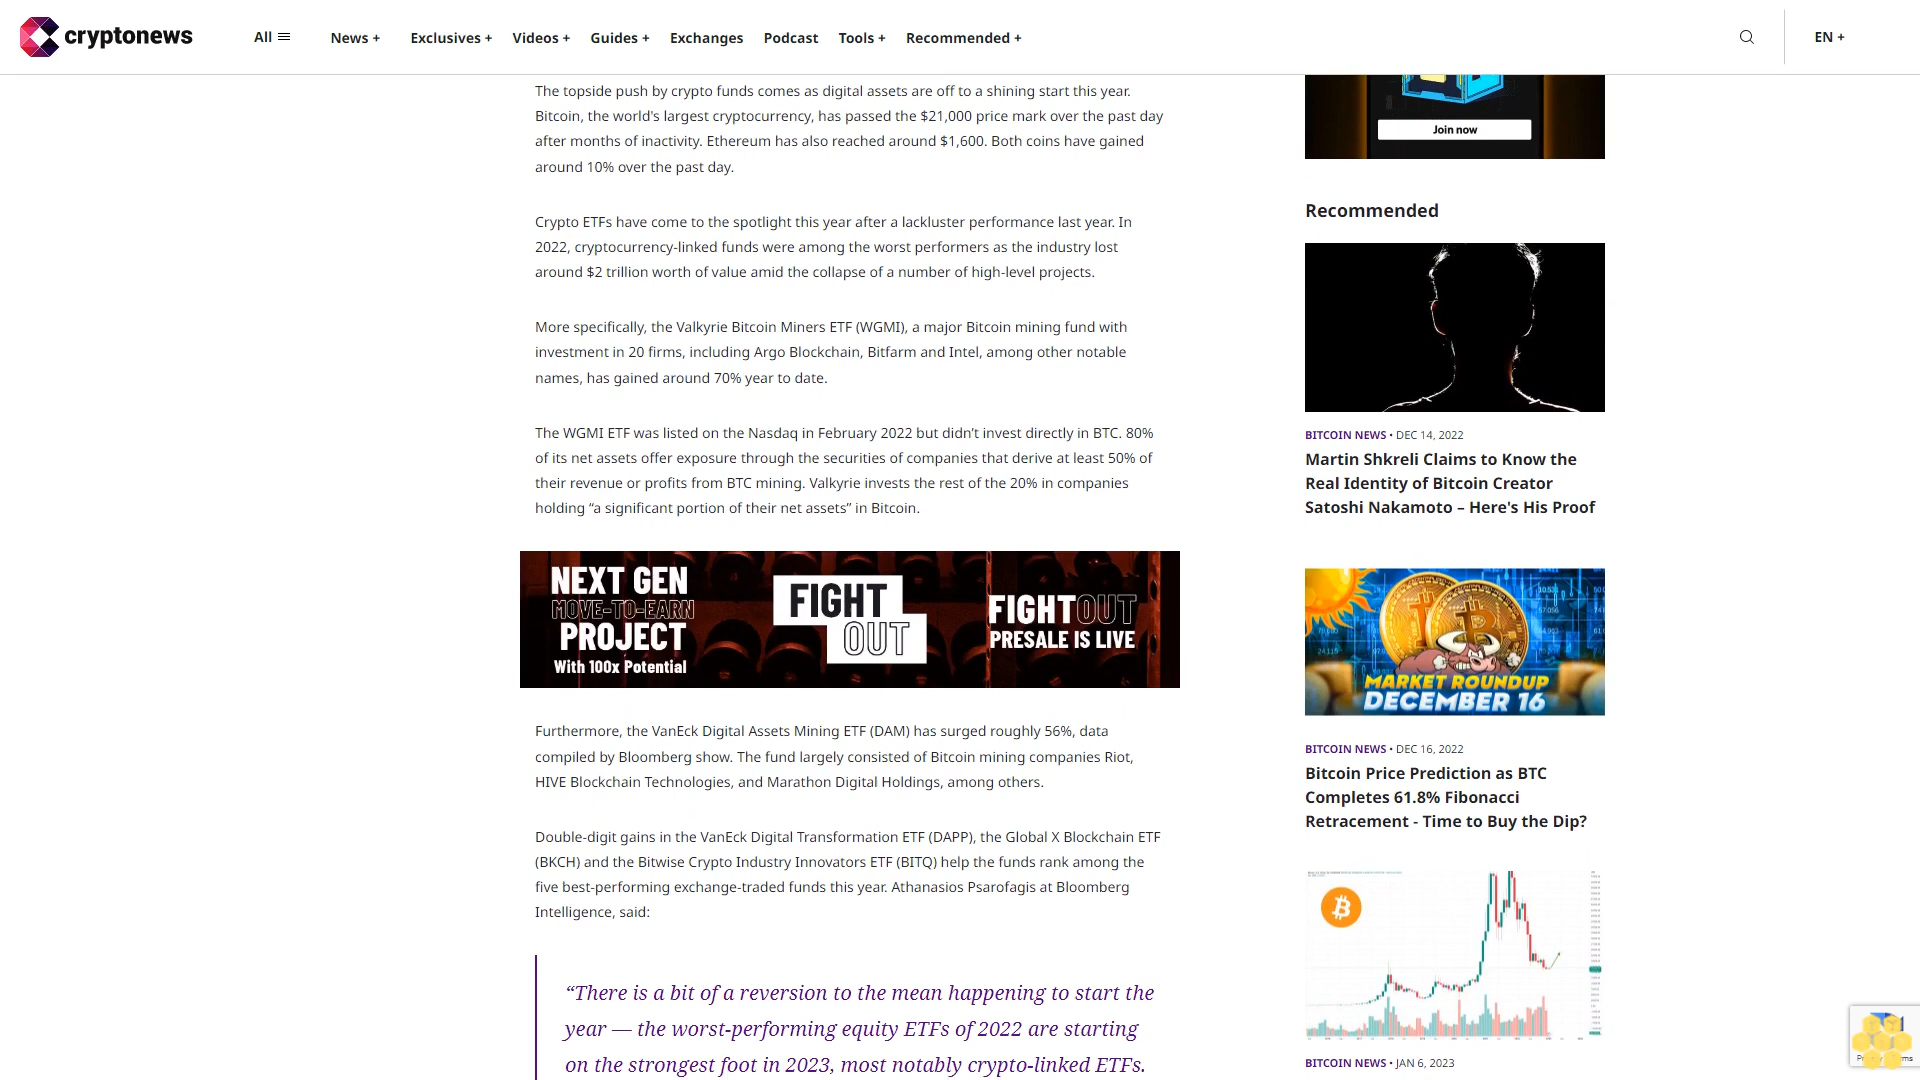 cryptonews
All
News +
Exclusives +
Videos +
Guides +
Exchanges
Podcast
Tools +
Recommended +
EN +
The topside push by crypto funds comes as digital assets are off to a shining start this year.
Bitcoin, the world's largest cryptocurrency, has passed the $21,000 price mark over the past day
after months of inactivity. Ethereum has also reached around $1,600. Both coins have gained
around 10% over the past day.
Crypto ETFs have come to the spotlight this year after a lackluster performance last year. In
2022, cryptocurrency-linked funds were among the worst performers as the industry lost
around $2 trillion worth of value amid the collapse of a number of high-level projects.
More specifically, the Valkyrie Bitcoin Miners ETF (WGMI), a major Bitcoin mining fund with
investment in 20 firms, including Argo Blockchain, Bitfarm and Intel, among other notable
names, has gained around 70% year to date.
The WGMI ETF was listed on the Nasdaq in February 2022 but didn’t invest directly in BTC. 80%
of its net assets offer exposure through the securities of companies that derive at least 50% of
their revenue or profits from BTC mining. Valkyrie invests the rest of the 20% in companies
holding “a significant portion of their net assets” in Bitcoin.
NEXT GEN
MOVE-TO-EARN
PROJECT
With 100x Potential
FIGHT
OUT
FIGHTOUT
PRESALE IS LIVE
Furthermore, the VanEck Digital Assets Mining ETF (DAM) has surged roughly 56%, data
compiled by Bloomberg show. The fund largely consisted of Bitcoin mining companies Riot,
HIVE Blockchain Technologies, and Marathon Digital Holdings, among others.
Double-digit gains in the VanEck Digital Transformation ETF (DAPP), the Global X Blockchain ETF
(BKCH) and the Bitwise Crypto Industry Innovators ETF (BITQ) help the funds rank among the
five best-performing exchange-traded funds this year. Athanasios Psarofagis at Bloomberg
Intelligence, said:
“There is a bit of a reversion to the mean happening to start the
year — the worst-performing equity ETFs of 2022 are starting
on the strongest foot in 2023, most notably crypto-linked ETFs.
Join now
Recommended
BITCOIN NEWS • DEC 14, 2022
Martin Shkreli Claims to Know the
Real Identity of Bitcoin Creator
Satoshi Nakamoto – Here's His Proof
MARKET ROUNDUP
DECEMBER 16
BITCOIN NEWS • DEC 16, 2022
Bitcoin Price Prediction as BTC
Completes 61.8% Fibonacci
Retracement - Time to Buy the Dip?
BITCOIN NEWS • JAN 6, 2023